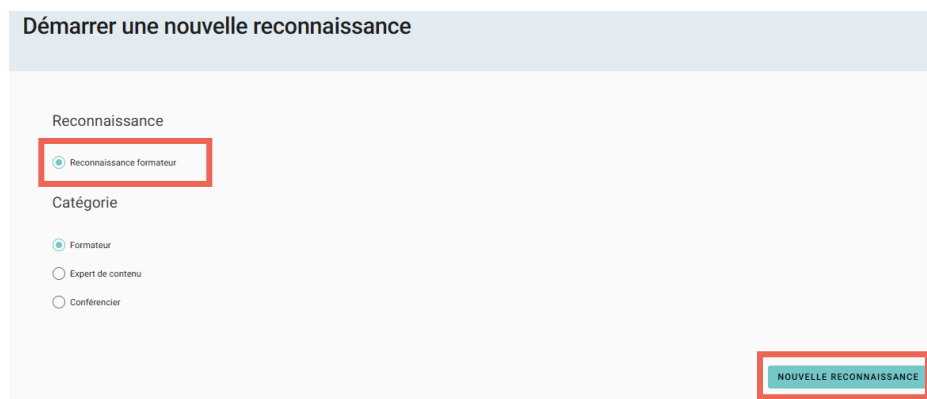 Démarrer une nouvelle reconnaissance
Reconnaissance
Reconnaissance formateur
Catégorie
Formateur
Expert de contenu
Conférencier
NOUVELLE RECONNAISSANCE